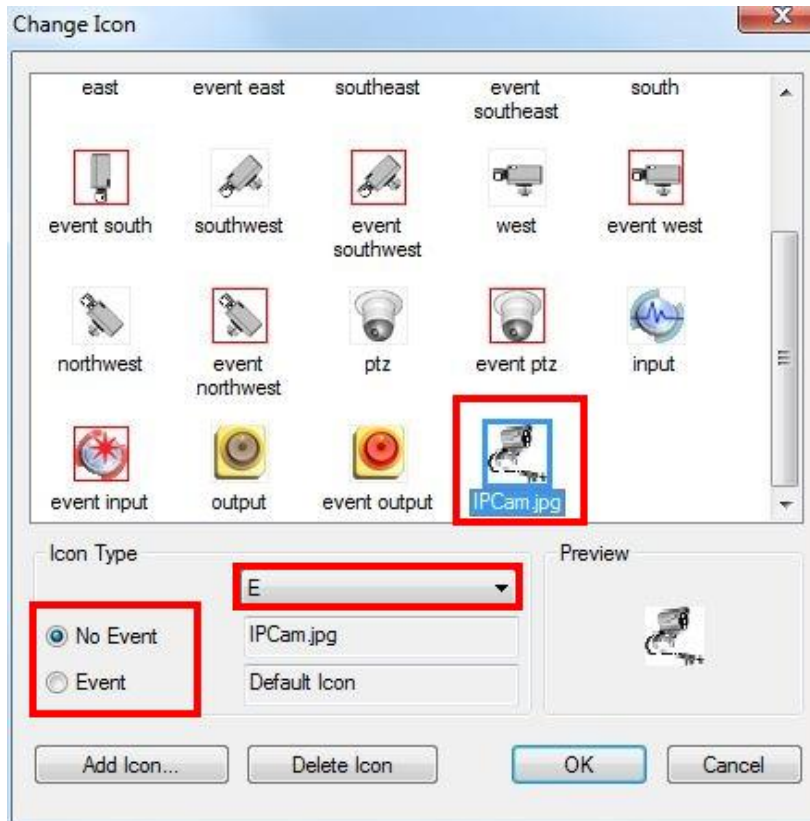 Change Icon
east
event east
southeast
event
southeast
south
event south
southwest
event
southwest
west
event west
northwest
event
northwest
ptz
event ptz
input
event input
output
event output
IPCam.jpg
Icon Type
Preview
E
No Event
IPCam.jpg
Event
Default Icon
Add Icon...
Delete Icon
OK
Cancel